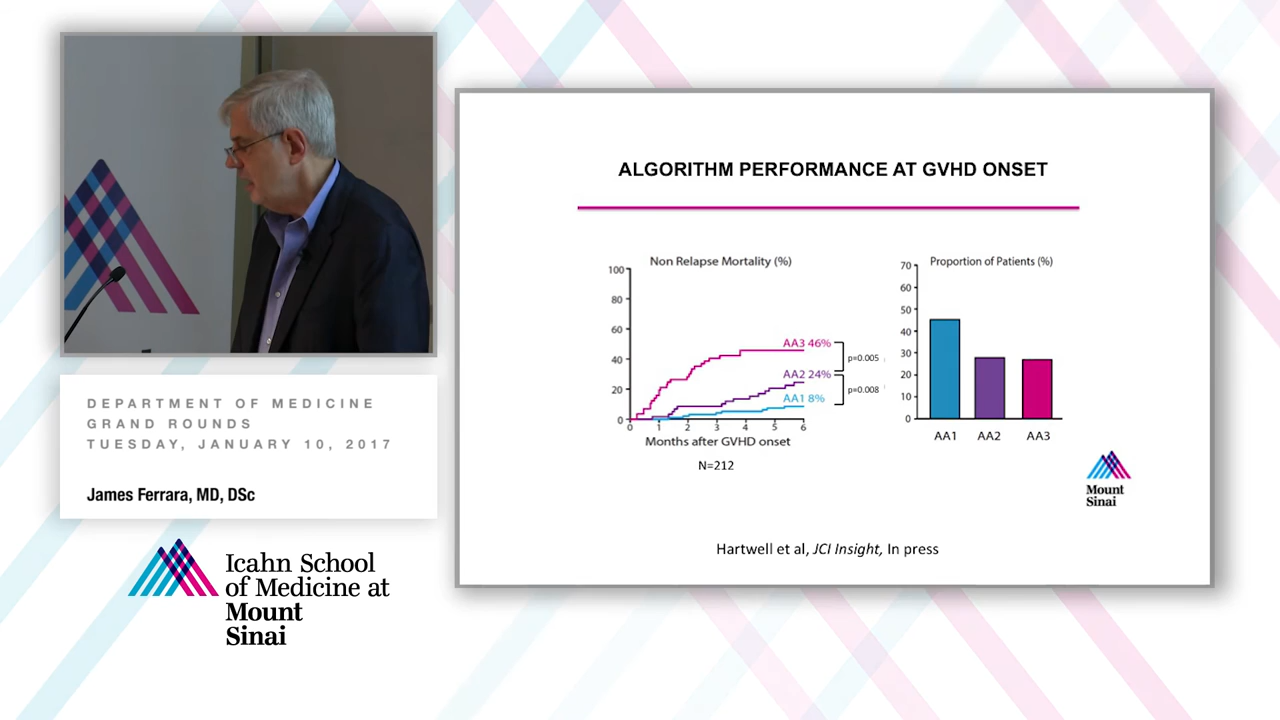 DEPARTMENT OF MEDICINE
GRAND ROUNDS
TUESDAY, JANUARY 10, 2017
James Ferrara, MD, DSc
Icahn School
of Medicine at
Mount
Sinai
ALGORITHM PERFORMANCE AT GVHD ONSET
Non Relapse Mortality (%)
100
80
60
40
20
0
0 1 2 3 4 5 6
AA3 46%
AA2 24%
AA1 8%
p=0.005
p=0.008
Months after GVHD onset
N=212
Proportion of Patients (%)
70
60
50
40
30
20
10
0
AA1 AA2 AA3
Mount
Sinai
Hartwell et al, JCI Insight, In press